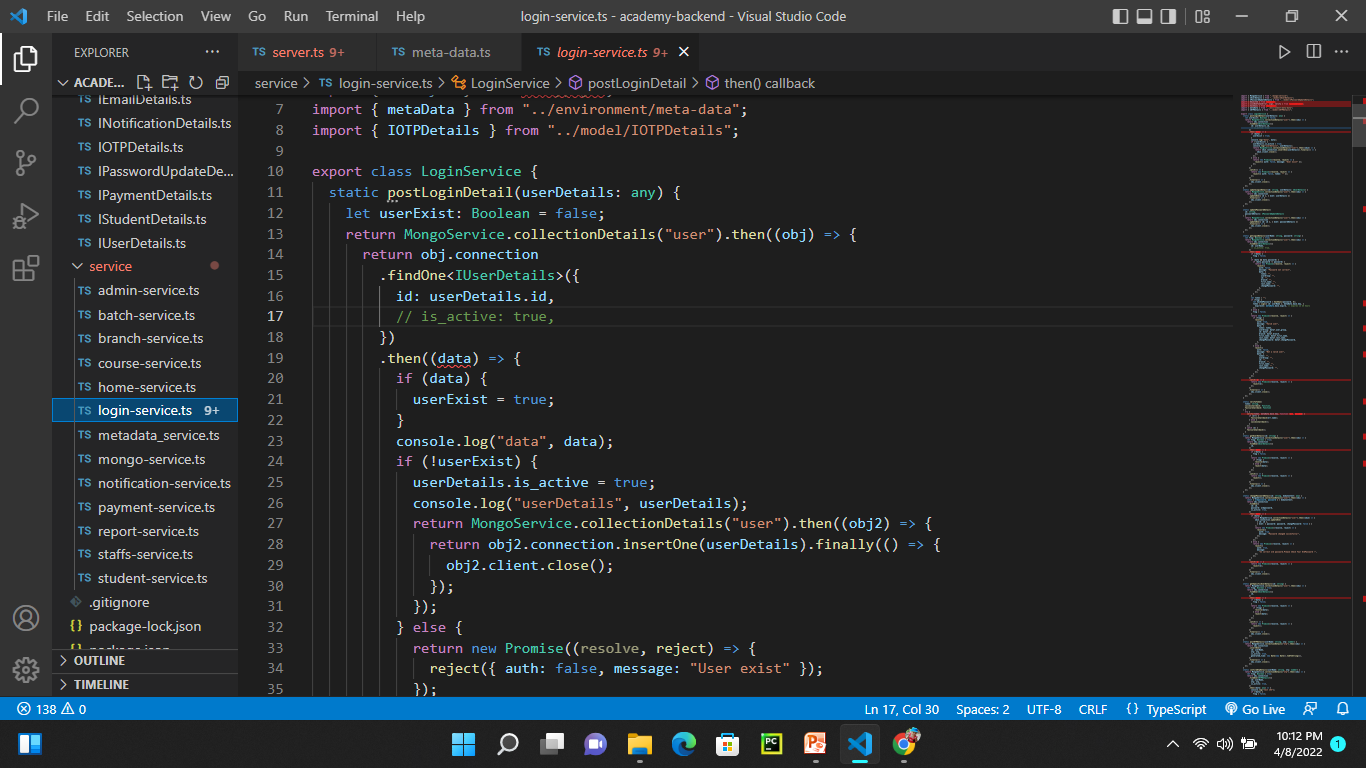 File Edit Selection View Go Run Terminal Help
login-service.ts - academy-backend - Visual Studio Code
EXPLORER
ACADE...
IEmailDetails.ts
INotificationDetails.ts
IOTPDetails.ts
IPasswordUpdateDe...
IPaymentDetails.ts
IStudentDetails.ts
IUserDetails.ts
service
TS admin-service.ts
TS batch-service.ts
TS branch-service.ts
TS course-service.ts
TS home-service.ts
TS login-service.ts 9+
TS metadata_service.ts
TS mongo-service.ts
TS notification-service.ts
TS payment-service.ts
TS report-service.ts
TS staffs-service.ts
TS student-service.ts
.gitignore
{} package-lock.json
OUTLINE
TIMELINE
TS server.ts 9+
TS meta-data.ts
TS login-service.ts 9+
service > TS login-service.ts > LoginService > postLoginDetail > then() callback
7 import { metaData } from "../environment/meta-data";
8 import { IOTPDetails } from "../model/IOTPDetails";
9
10 export class LoginService {
11 static postLoginDetail(userDetails: any) {
12 let userExist: Boolean = false;
13 return MongoService.collectionDetails("user").then((obj) => {
14 return obj.connection
15 .findOne<IUserDetails>({
16 id: userDetails.id,
17 // is_active: true,
18 })
19 .then((data) => {
20 if (data) {
21 userExist = true;
22 }
23 console.log("data", data);
24 if (!userExist) {
25 userDetails.is_active = true;
26 console.log("userDetails", userDetails);
27 return MongoService.collectionDetails("user").then((obj2) => {
28 return obj2.connection.insertOne(userDetails).finally(() => {
29 obj2.client.close();
30 });
31 });
32 } else {
33 return new Promise((resolve, reject) => {
34 reject({ auth: false, message: "User exist" });
35 });
138 0
Ln 17, Col 30 Spaces: 2 UTF-8 CRLF {} TypeScript Go Live
PC
10:12 PM
4/8/2022
1